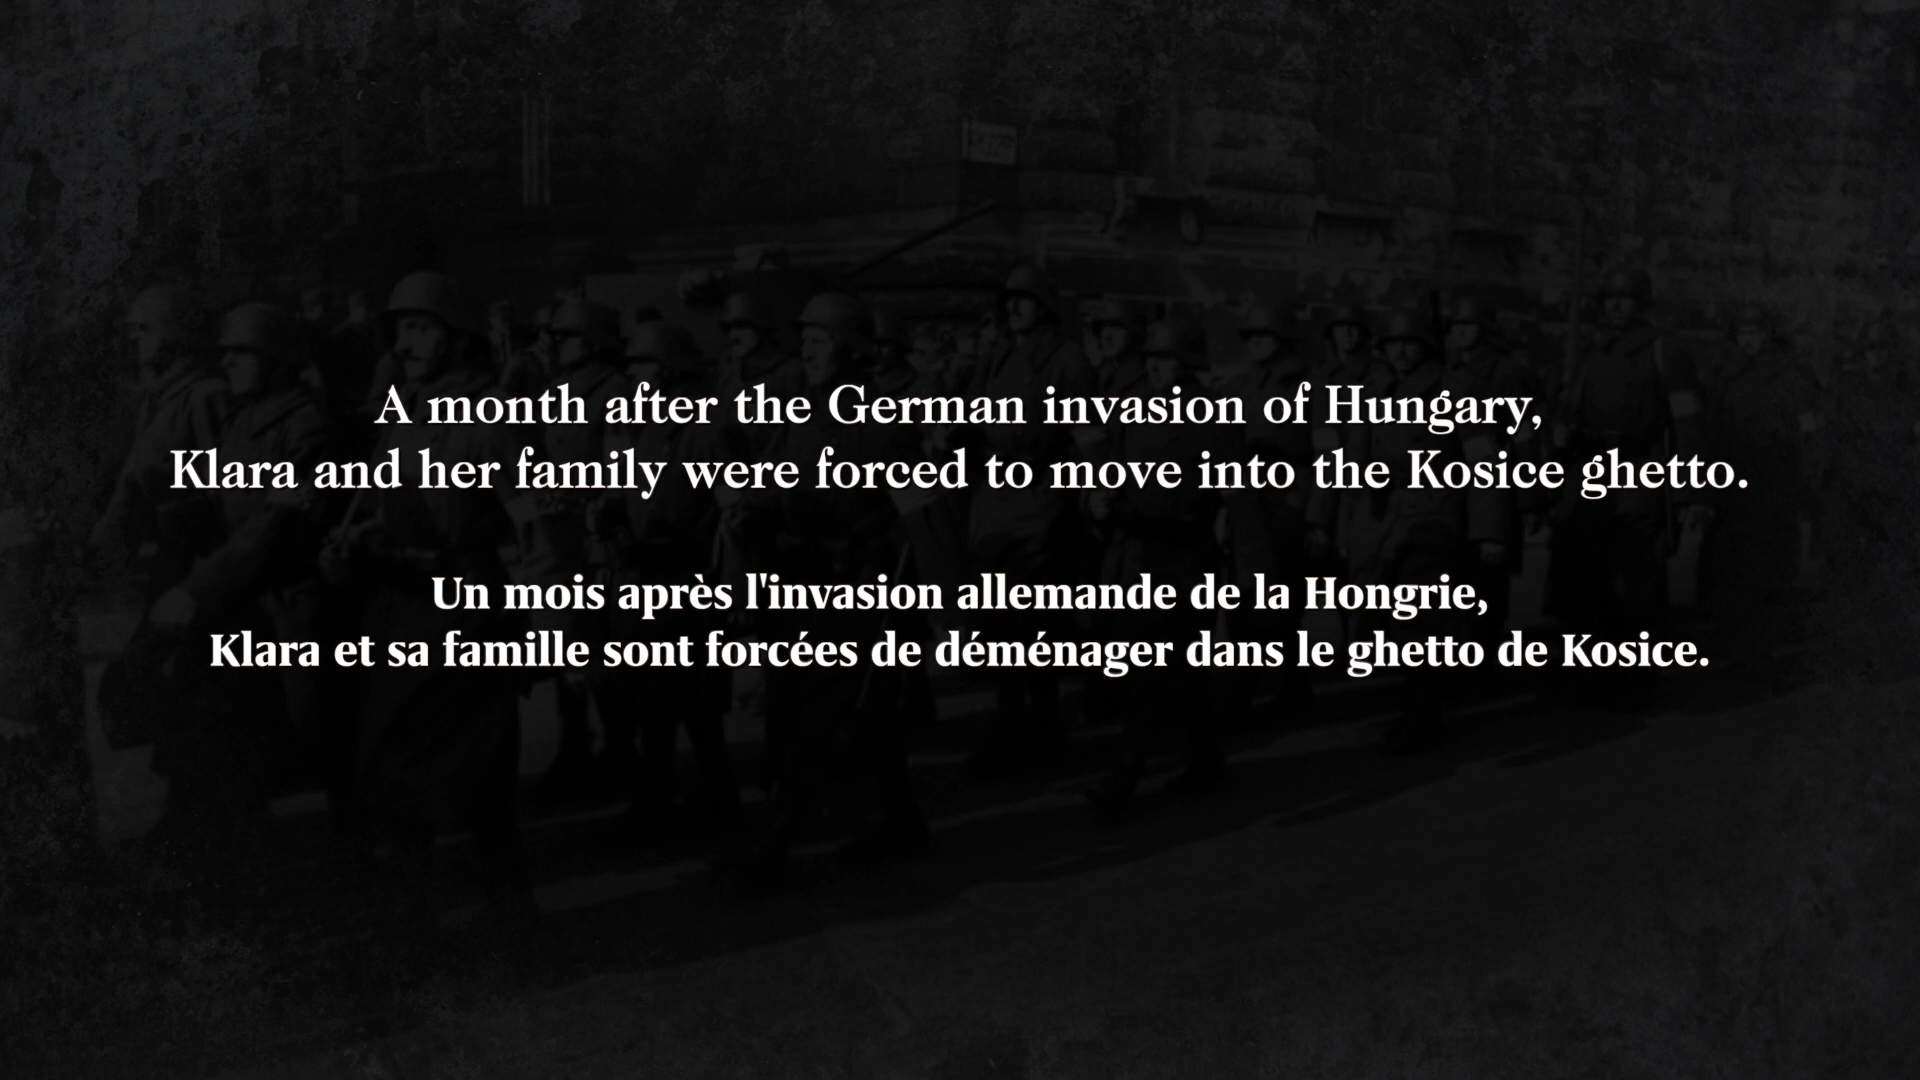 A month after the German invasion of Hungary,
Klara and her family were forced to move into the Kosice ghetto.
Un mois après l'invasion allemande de la Hongrie,
Klara et sa famille sont forcées de déménager dans le ghetto de Kosice.